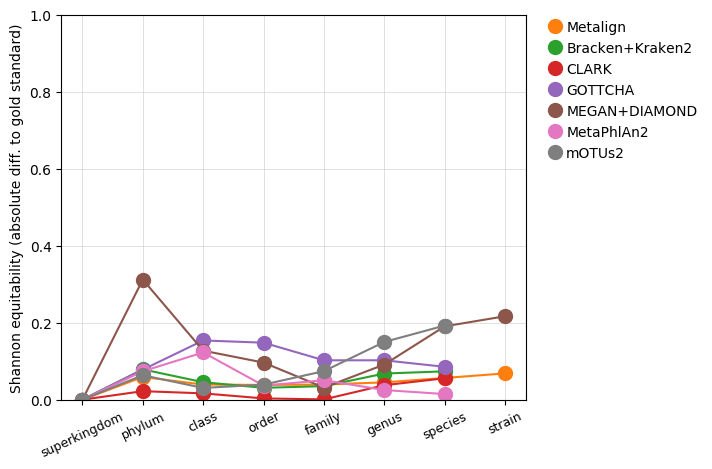 Shannon equitability (absolute diff. to gold standard)
1.0
0.8
0.6
0.4
0.2
0.0
superkingdom
phylum
class
order
family
genus
species
strain
Metalign
Bracken+Kraken2
CLARK
GOTTCHA
MEGAN+DIAMOND
MetaPhlAn2
mOTUs2